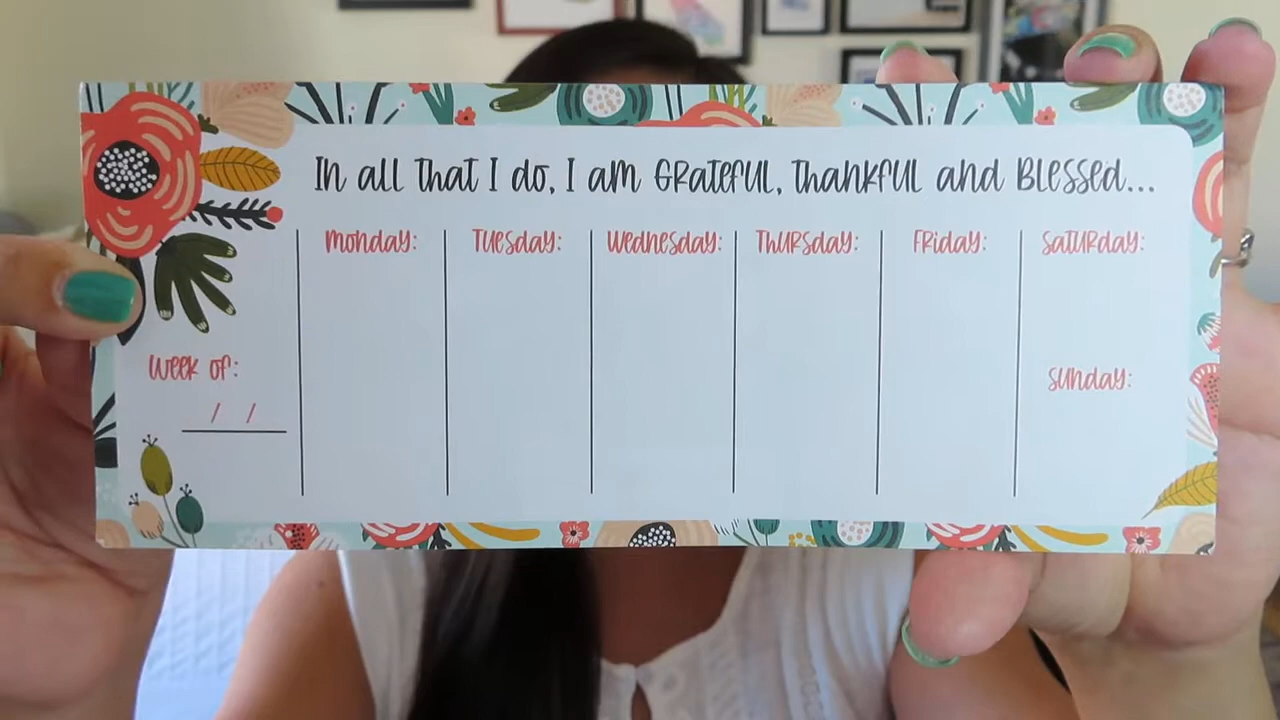 In all that I do, I am GRateFUL, thankFUL and BLessed...
monday: TUesday: Wednesday: ThURSday: FRiday: SatURday:
Week of:
sUnday:
/ /